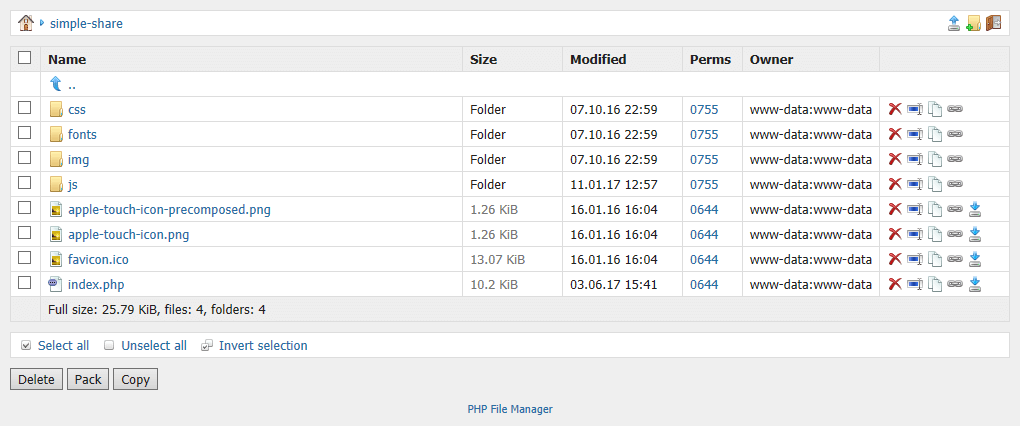 simple-share
Name Size Modified Perms Owner
..
css Folder 07.10.16 22:59 0755 www-data:www-data
fonts Folder 07.10.16 22:59 0755 www-data:www-data
img Folder 07.10.16 22:59 0755 www-data:www-data
js Folder 11.01.17 12:57 0755 www-data:www-data
apple-touch-icon-precomposed.png 1.26 KiB 16.01.16 16:04 0644 www-data:www-data
apple-touch-icon.png 1.26 KiB 16.01.16 16:04 0644 www-data:www-data
favicon.ico 13.07 KiB 16.01.16 16:04 0644 www-data:www-data
index.php 10.2 KiB 03.06.17 15:41 0644 www-data:www-data
Full size: 25.79 KiB, files: 4, folders: 4
Select all Unselect all Invert selection
Delete Pack Copy
PHP File Manager